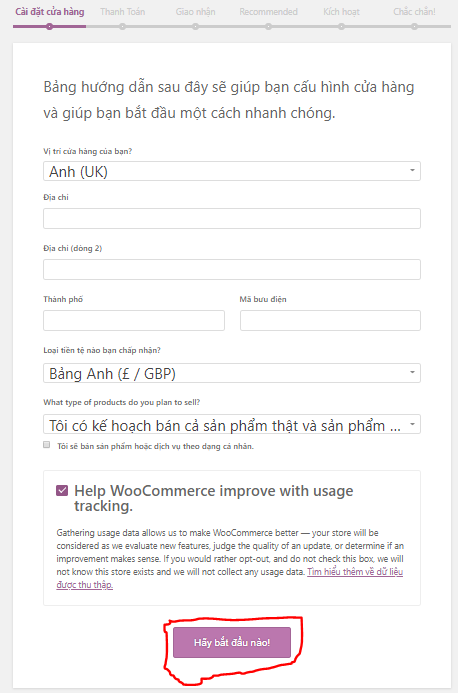 Cài đặt cửa hàng Thanh Toán Giao nhận Recommended Kích hoạt Chắc chắn!
Bảng hướng dẫn sau đây sẽ giúp bạn cấu hình cửa hàng
và giúp bạn bắt đầu một cách nhanh chóng.
Vị trí cửa hàng của bạn?
Anh (UK)
Địa chỉ
Địa chỉ (dòng 2)
Thành phố Mã bưu điện
Loại tiền tệ nào bạn chấp nhận?
Bảng Anh (£ / GBP)
What type of products do you plan to sell?
Tôi có kế hoạch bán cả sản phẩm thật và sản phẩm ...
Tôi sẽ bán sản phẩm hoặc dịch vụ theo dạng cá nhân.
Help WooCommerce improve with usage
tracking.
Gathering usage data allows us to make WooCommerce better — your store will be
considered as we evaluate new features, judge the quality of an update, or determine if an
improvement makes sense. If you would rather opt-out, and do not check this box, we will
not know this store exists and we will not collect any usage data. Tìm hiểu thêm về dữ liệu
được thu thập.
Hãy bắt đầu nào!